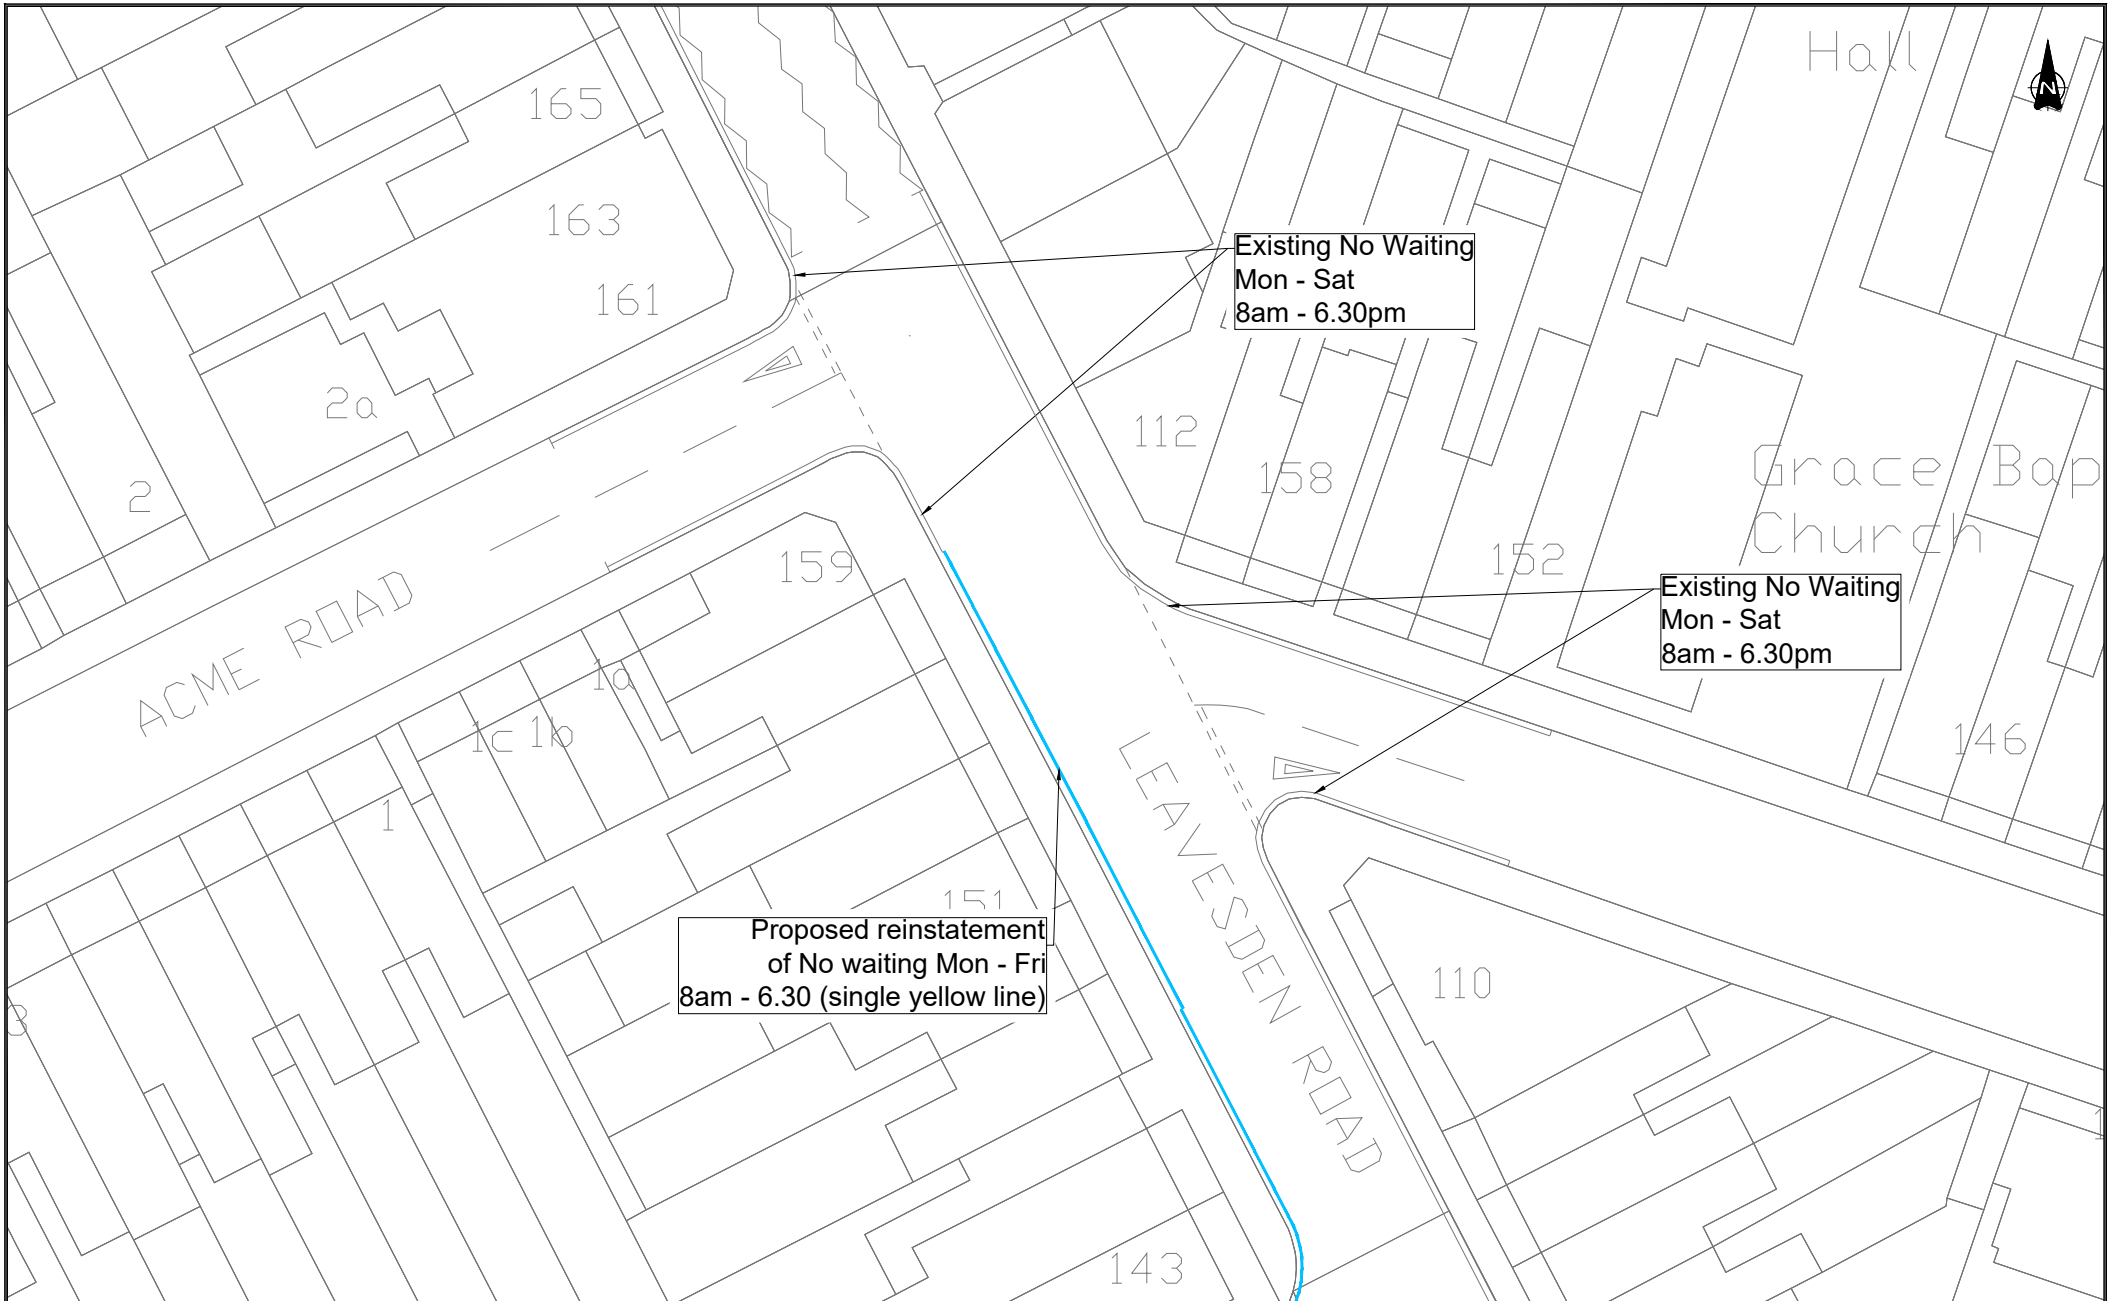 Hall
N
165
163
161
2a
2
Existing No Waiting
Mon - Sat
8am - 6.30pm
112
158
152
Grace Bap
Church
159
Existing No Waiting
Mon - Sat
8am - 6.30pm
ACME ROAD
1a
1b
1c
1
146
LEAVESDEN ROAD
151
Proposed reinstatement
of No waiting Mon - Fri
8am - 6.30 (single yellow line)
110
3
143